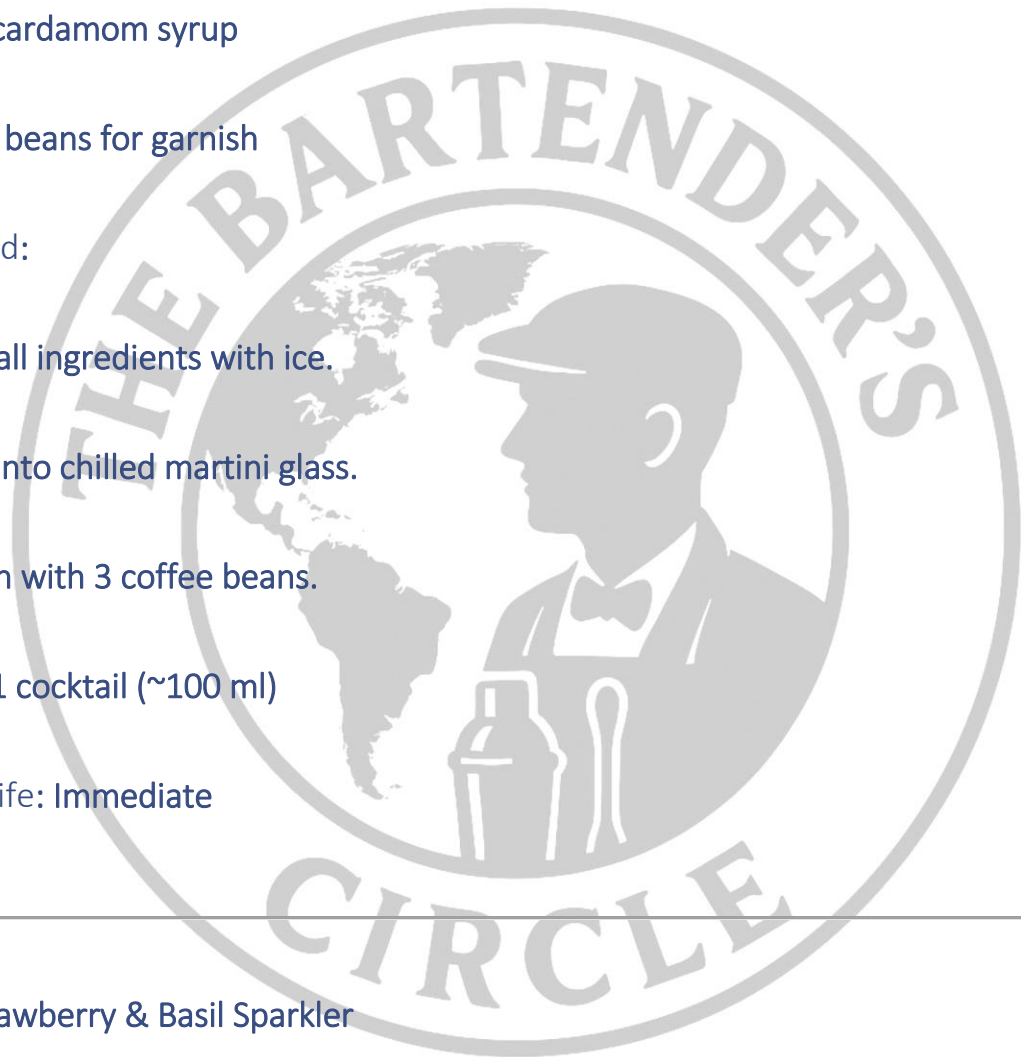 cardamom syrup
beans for garnish
d:
all ingredients with ice.
nto chilled martini glass.
n with 3 coffee beans.
1 cocktail (~100 ml)
ife: Immediate
awberry & Basil Sparkler
THE BARTENDER'S
CIRCLE